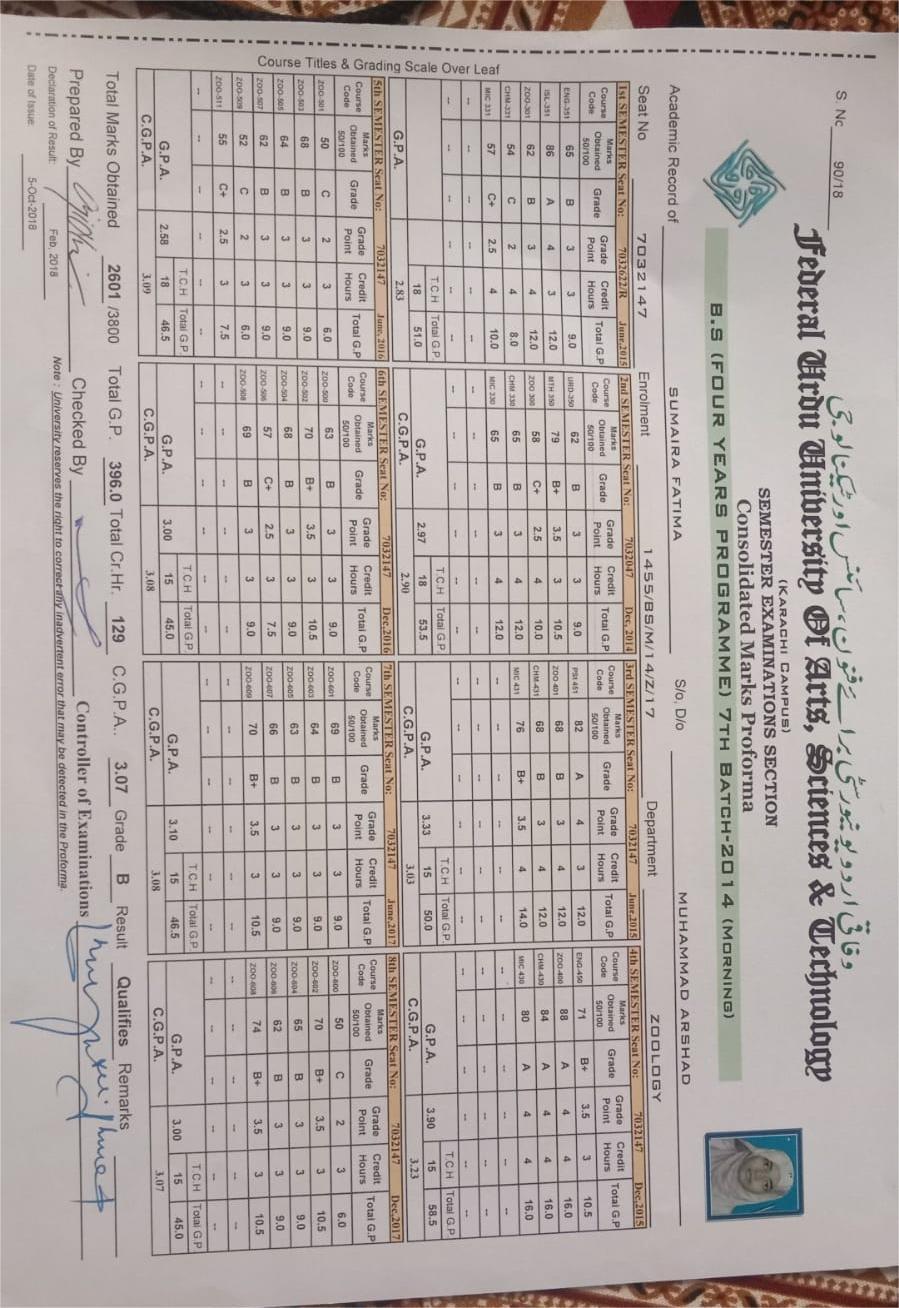 S. Nc 90/18
وفاقی اردو یونیورسٹی برائے فنون، سائنس اور ٹیکنالوجی
Federal Urdu University Of Arts, Sciences & Technology
(KARACHI CAMPUS)
SEMESTER EXAMINATIONS SECTION
Consolidated Marks Proforma
B.S (FOUR YEARS PROGRAMME) 7TH BATCH-2014 (MORNING)
Academic Record of SUMAIRA FATIMA S/o, D/o MUHAMMAD ARSHAD
Seat No 7032147 Enrolment 1455/BS/M/14/Z/17 Department ZOOLOGY
Course Titles & Grading Scale Over Leaf
1st SEMESTER Seat No: 7032622/R June,2015
Course Code Marks Obtained 50/100 Grade Grade Point Credit Hours Total G.P
ENG-351 65 B 3 3 9.0
ISL-351 86 A 4 3 12.0
ZOO-301 62 B 3 4 12.0
CHM-331 54 C 2 4 8.0
MIC 331 57 C+ 2.5 4 10.0
-- -- -- -- -- --
-- -- -- -- -- --
T.C.H Total G.P
G.P.A. 2.83 18 51.0
2nd SEMESTER Seat No: 7032047 Dec, 2014
Course Code Marks Obtained 50/100 Grade Grade Point Credit Hours Total G.P
URD-350 62 B 3 3 9.0
MTH 350 79 B+ 3.5 3 10.5
ZOO 300 58 C+ 2.5 4 10.0
CHM 330 65 B 3 4 12.0
MIC 330 65 B 3 4 12.0
-- -- -- -- -- --
-- -- -- -- -- --
T.C.H Total G.P
G.P.A. 2.97 18 53.5
C.G.P.A. 2.90
3rd SEMESTER Seat No: 7032147 June,2015
Course Code Marks Obtained 50/100 Grade Grade Point Credit Hours Total G.P
PST 451 82 A 4 3 12.0
ZOO-401 68 B 3 4 12.0
CHM-431 68 B 3 4 12.0
MIC 431 76 B+ 3.5 4 14.0
-- -- -- -- -- --
-- -- -- -- -- --
-- -- -- -- -- --
T.C.H Total G.P
G.P.A. 3.33 15 50.0
C.G.P.A. 3.03
4th SEMESTER Seat No: 7032147 Dec,2015
Course Code Marks Obtained 50/100 Grade Grade Point Credit Hours Total G.P
ENG-450 71 B+ 3.5 3 10.5
ZOO-400 88 A 4 4 16.0
CHM-430 84 A 4 4 16.0
MIC 430 80 A 4 4 16.0
-- -- -- -- -- --
-- -- -- -- -- --
-- -- -- -- -- --
T.C.H Total G.P
G.P.A. 3.90 15 58.5
C.G.P.A. 3.23
5th SEMESTER Seat No: 7032147 June, 2016
Course Code Marks Obtained 50/100 Grade Grade Point Credit Hours Total G.P
ZOO-501 50 C 2 3 6.0
ZOO-503 68 B 3 3 9.0
ZOO-505 64 B 3 3 9.0
ZOO-507 62 B 3 3 9.0
ZOO-509 52 C 2 3 6.0
ZOO-511 55 C+ 2.5 3 7.5
-- -- -- -- -- --
T.C.H Total G.P
G.P.A. 2.58 18 46.5
C.G.P.A. 3.09
6th SEMESTER Seat No: 7032147 Dec,2016
Course Code Marks Obtained 50/100 Grade Grade Point Credit Hours Total G.P
ZOO-500 63 B 3 3 9.0
ZOO-502 70 B+ 3.5 3 10.5
ZOO-504 68 B 3 3 9.0
ZOO-506 57 C+ 2.5 3 7.5
ZOO-508 69 B 3 3 9.0
-- -- -- -- -- --
-- -- -- -- -- --
T.C.H Total G.P
G.P.A. 3.00 15 45.0
C.G.P.A. 3.08
7th SEMESTER Seat No: 7032147 June,2017
Course Code Marks Obtained 50/100 Grade Grade Point Credit Hours Total G.P
ZOO-601 69 B 3 3 9.0
ZOO-603 64 B 3 3 9.0
ZOO-605 63 B 3 3 9.0
ZOO-607 66 B 3 3 9.0
ZOO-609 70 B+ 3.5 3 10.5
-- -- -- -- -- --
-- -- -- -- -- --
T.C.H Total G.P
G.P.A. 3.10 15 46.5
C.G.P.A. 3.08
8th SEMESTER Seat No: 7032147 Dec,2017
Course Code Marks Obtained 50/100 Grade Grade Point Credit Hours Total G.P
ZOO-600 50 C 2 3 6.0
ZOO-602 70 B+ 3.5 3 10.5
ZOO-604 65 B 3 3 9.0
ZOO-606 62 B 3 3 9.0
ZOO-608 74 B+ 3.5 3 10.5
-- -- -- -- -- --
-- -- -- -- -- --
T.C.H Total G.P
G.P.A. 3.00 15 45.0
C.G.P.A. 3.07
Total Marks Obtained 2601 /3800 Total G.P. 396.0 Total Cr.Hr. 129 C.G.P.A. 3.07 Grade B Result Qualifies Remarks
Prepared By Checked By Controller of Examinations
Declaration of Result: Feb, 2018 Note : University reserves the right to correct any inadvertent error that may be detected in the Proforma.
Date of Issue: 5-Oct-2018